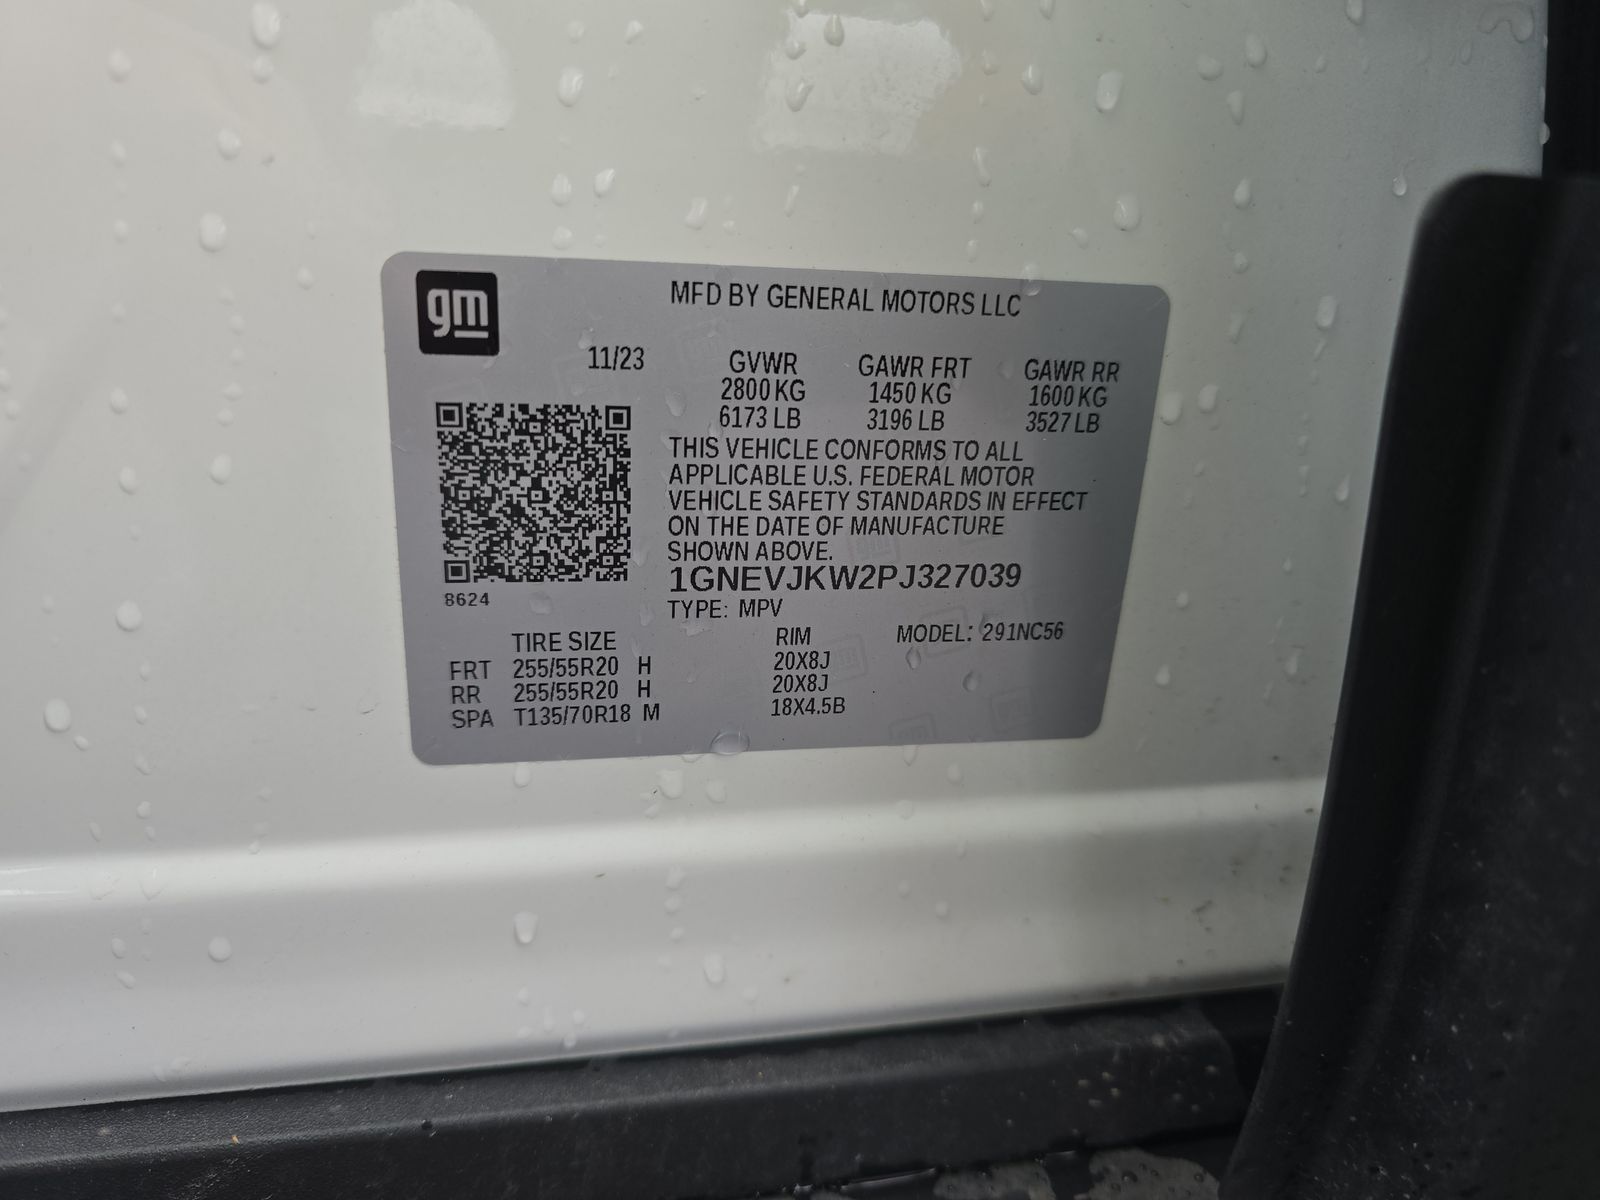 gm
MFD BY GENERAL MOTORS LLC
11/23 GVWR GAWR FRT GAWR RR
2800 KG 1450 KG 1600 KG
6173 LB 3196 LB 3527 LB
THIS VEHICLE CONFORMS TO ALL
APPLICABLE U.S. FEDERAL MOTOR
VEHICLE SAFETY STANDARDS IN EFFECT
ON THE DATE OF MANUFACTURE
SHOWN ABOVE.
1GNEVJKW2PJ327039
8624
TYPE: MPV
TIRE SIZE RIM MODEL: 291NC56
FRT 255/55R20 H 20X8J
RR 255/55R20 H 20X8J
SPA T135/70R18 M 18X4.5B